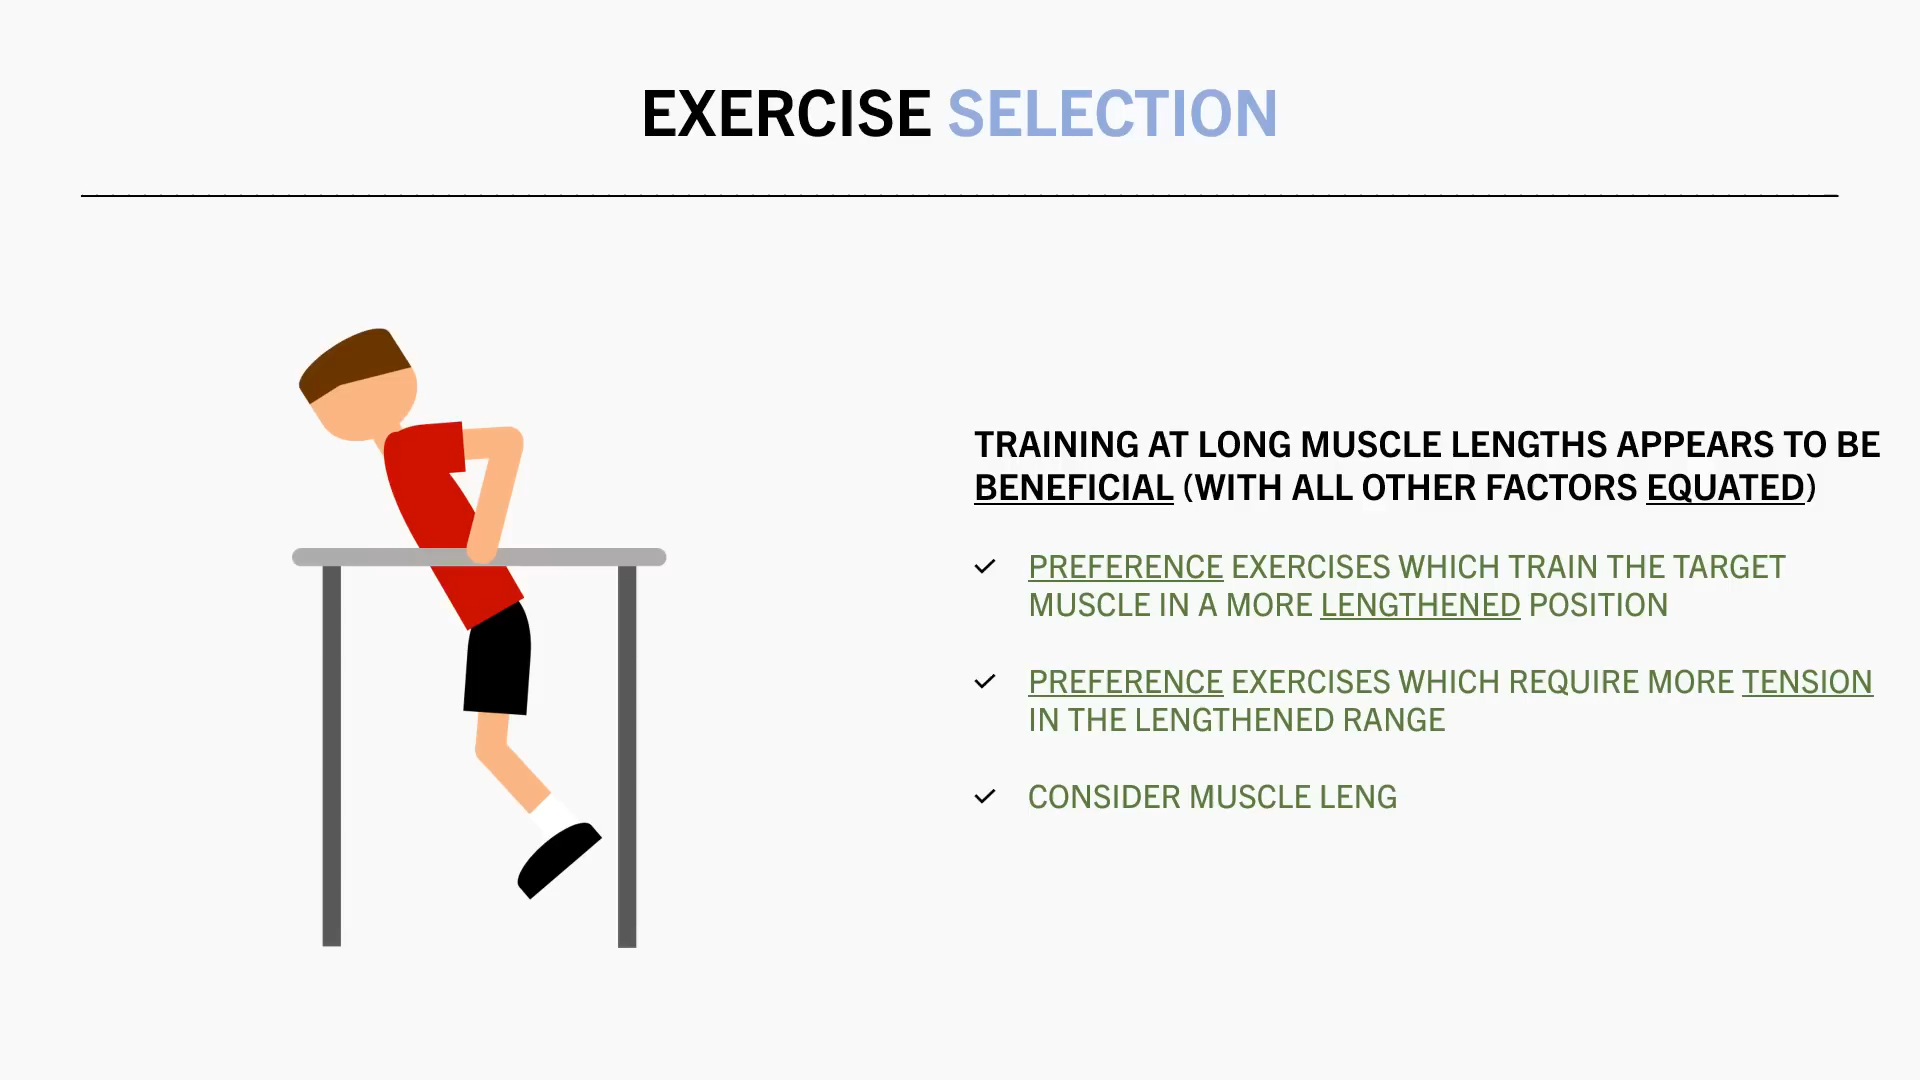 EXERCISE SELECTION
TRAINING AT LONG MUSCLE LENGTHS APPEARS TO BE
BENEFICIAL (WITH ALL OTHER FACTORS EQUATED)
PREFERENCE EXERCISES WHICH TRAIN THE TARGET
MUSCLE IN A MORE LENGTHENED POSITION
PREFERENCE EXERCISES WHICH REQUIRE MORE TENSION
IN THE LENGTHENED RANGE
CONSIDER MUSCLE LENG